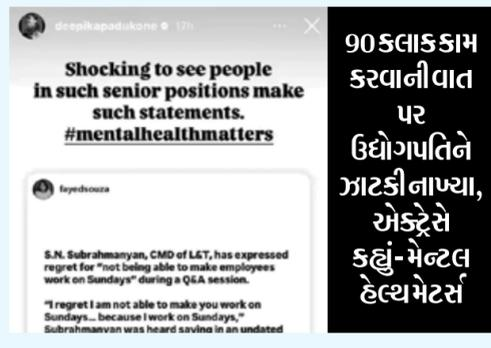 deepikapadukone 17h
Shocking to see people
in such senior positions make
such statements.
#mentalhealthmatters
fayedsouza
S.N. Subrahmanyan, CMD of L&T, has expressed
regret for "not being able to make employees
work on Sundays" during a Q&A session.
"I regret I am not able to make you work on
Sundays... because I work on Sundays,"
Subrahmanyan was heard saying in an undated
90 કલાક કામ
કરવાની વાત
પર
ઉદ્યોગપતિને
ઝાટકી નાખ્યા,
એક્ટ્રેસે
કહ્યું- મેન્ટલ
હેલ્થ મેટર્સ